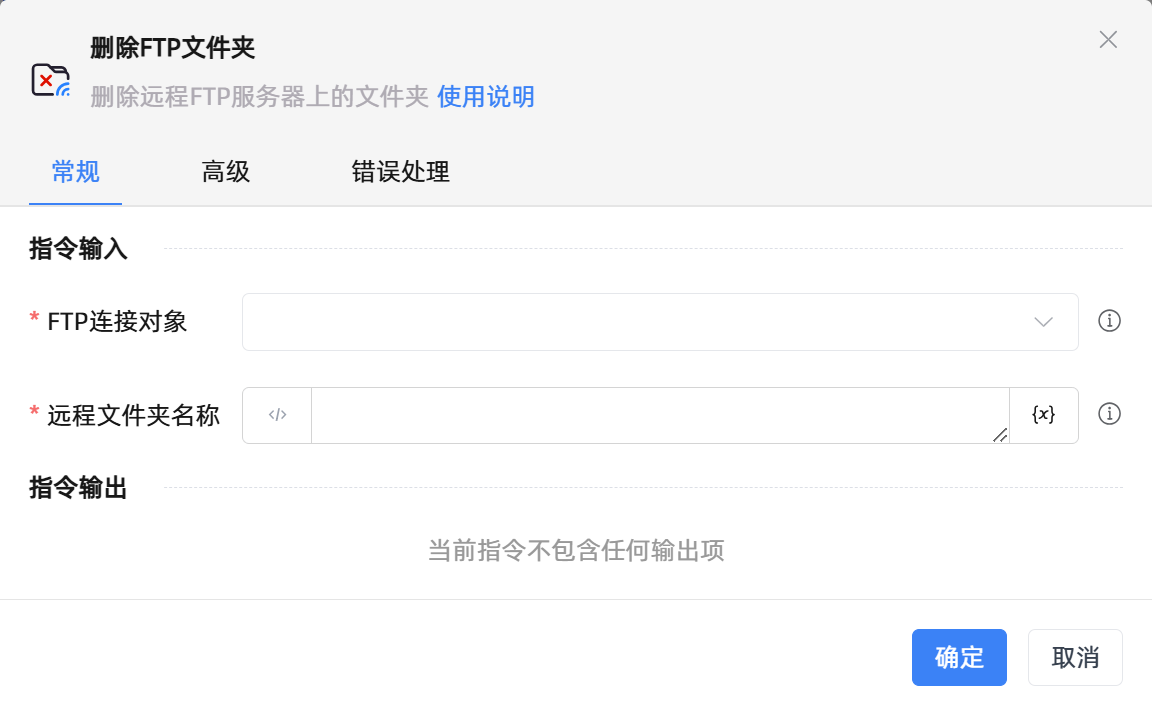 删除FTP文件夹
删除远程FTP服务器上的文件夹 使用说明
常规 高级 错误处理
指令输入
* FTP连接对象
* 远程文件夹名称 </> {x}
指令输出
当前指令不包含任何输出项
确定 取消